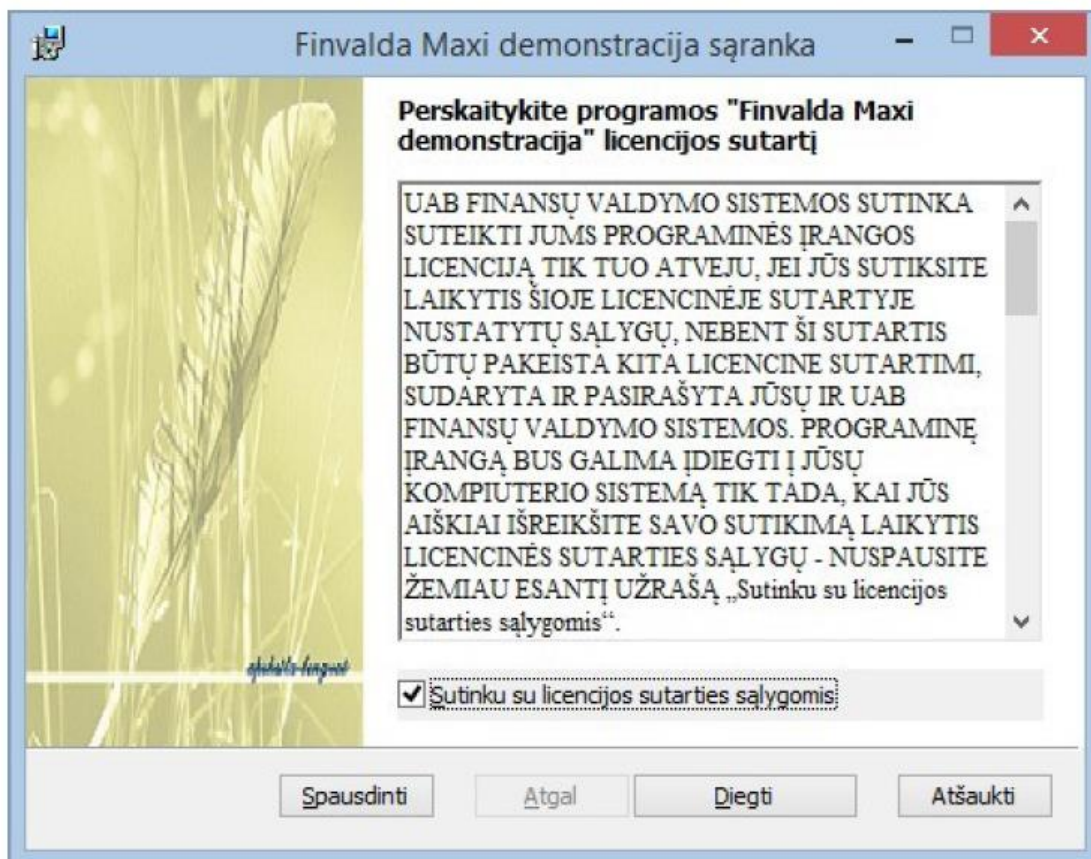 Finvalda Maxi demonstracija sąranka
Perskaitykite programos "Finvalda Maxi
demonstracija" licencijos sutartį
UAB FINANSŲ VALDYMO SISTEMOS SUTINKA
SUTEIKTI JUMS PROGRAMINĖS ĮRANGOS
LICENCIJĄ TIK TUO ATVEJU, JEI JŪS SUTIKSITE
LAIKYTIS ŠIOJE LICENCINĖJE SUTARTYJE
NUSTATYTŲ SĄLYGŲ, NEBENT ŠI SUTARTIS
BŪTŲ PAKEISTA KITA LICENCINE SUTARTIMI,
SUDARYTA IR PASIRAŠYTA JŪSŲ IR UAB
FINANSŲ VALDYMO SISTEMOS. PROGRAMINĘ
ĮRANGĄ BUS GALIMA ĮDIEGTI Į JŪSŲ
KOMPIUTERIO SISTEMĄ TIK TADA, KAI JŪS
AIŠKIAI IŠREIKŠITE SAVO SUTIKIMĄ LAIKYTIS
LICENCINĖS SUTARTIES SĄLYGŲ - NUSPAUSITE
ŽEMIAU ESANTĮ UŽRAŠĄ „Sutinku su licencijos
sutarties sąlygomis“.
Sutinku su licencijos sutarties sąlygomis
Spausdinti Atgal Diegti Atšaukti